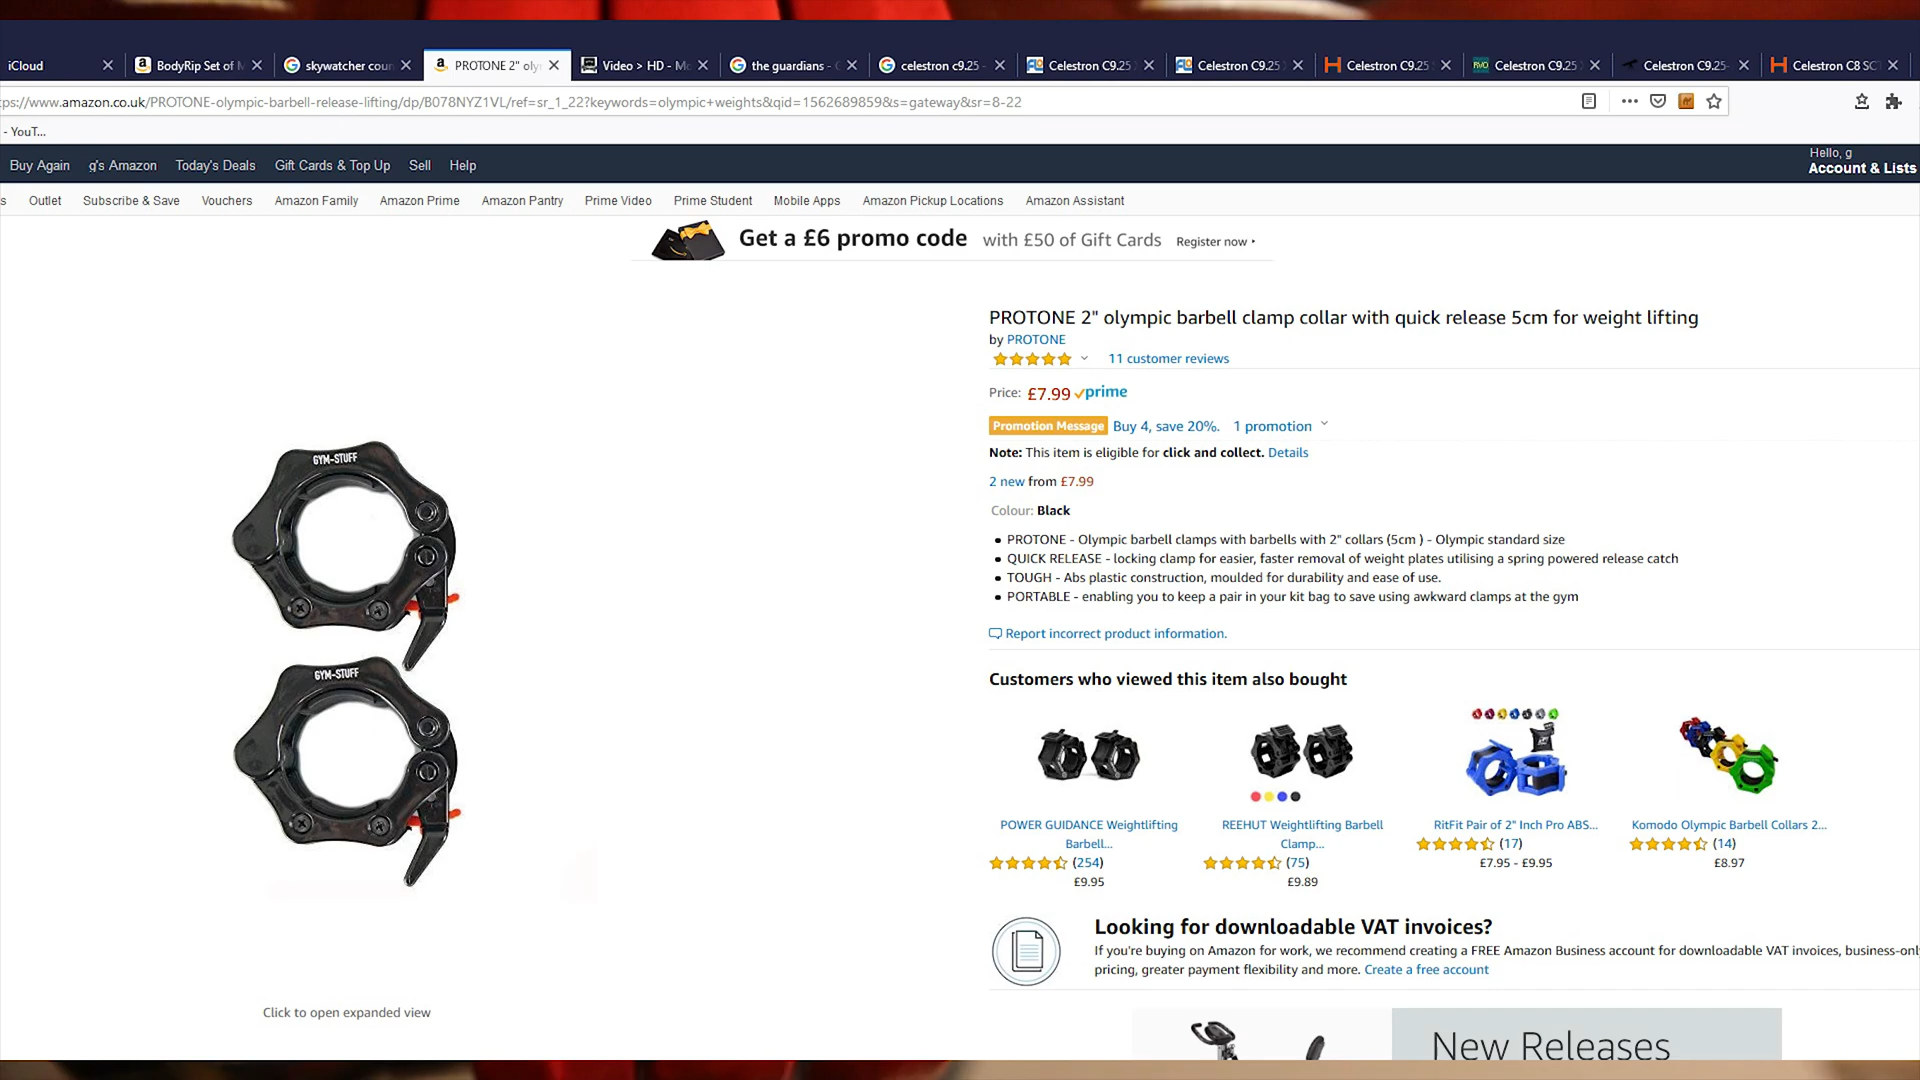 iCloud
BodyRip Set of
skywatcher coun
PROTONE 2" oly
Video > HD - Mo
the guardians -
celestron c9.25 -
Celestron C9.25
Celestron C9.25
Celestron C9.25
Celestron C9.25
Celestron C9.25-
Celestron C8 SCT
ps://www.amazon.co.uk/PROTONE-olympic-barbell-release-lifting/dp/B078NYZ1VL/ref=sr_1_22?keywords=olympic+weights&qid=1562689859&s=gateway&sr=8-22
- YouT...
Buy Again g's Amazon Today's Deals Gift Cards & Top Up Sell Help
Hello, g
Account & Lists
s Outlet Subscribe & Save Vouchers Amazon Family Amazon Prime Amazon Pantry Prime Video Prime Student Mobile Apps Amazon Pickup Locations Amazon Assistant
Get a £6 promo code with £50 of Gift Cards Register now
PROTONE 2" olympic barbell clamp collar with quick release 5cm for weight lifting
by PROTONE
11 customer reviews
Price: £7.99 prime
Promotion Message Buy 4, save 20%. 1 promotion
Note: This item is eligible for click and collect. Details
2 new from £7.99
Colour: Black
PROTONE - Olympic barbell clamps with barbells with 2" collars (5cm ) - Olympic standard size
QUICK RELEASE - locking clamp for easier, faster removal of weight plates utilising a spring powered release catch
TOUGH - Abs plastic construction, moulded for durability and ease of use.
PORTABLE - enabling you to keep a pair in your kit bag to save using awkward clamps at the gym
Report incorrect product information.
GYM-STUFF
GYM-STUFF
Click to open expanded view
Customers who viewed this item also bought
POWER GUIDANCE Weightlifting
Barbell...
(254)
£9.95
REEHUT Weightlifting Barbell
Clamp...
(75)
£9.89
RitFit Pair of 2" Inch Pro ABS...
(17)
£7.95 - £9.95
Komodo Olympic Barbell Collars 2...
(14)
£8.97
Looking for downloadable VAT invoices?
If you're buying on Amazon for work, we recommend creating a FREE Amazon Business account for downloadable VAT invoices, business-onl
pricing, greater payment flexibility and more. Create a free account
New Releases